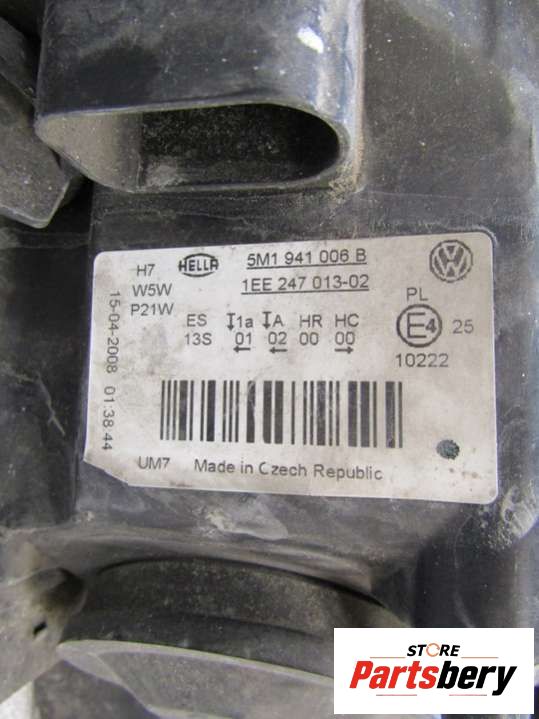 H7
W5W
P21W
HELLA
5M1 941 006 B
1EE 247 013-02
VW
ES 1a A HR HC
13S 01 02 00 00
PL
E4 25
10222
15-04-2008 01:38:44
UM7 Made in Czech Republic
STORE
Partsbery